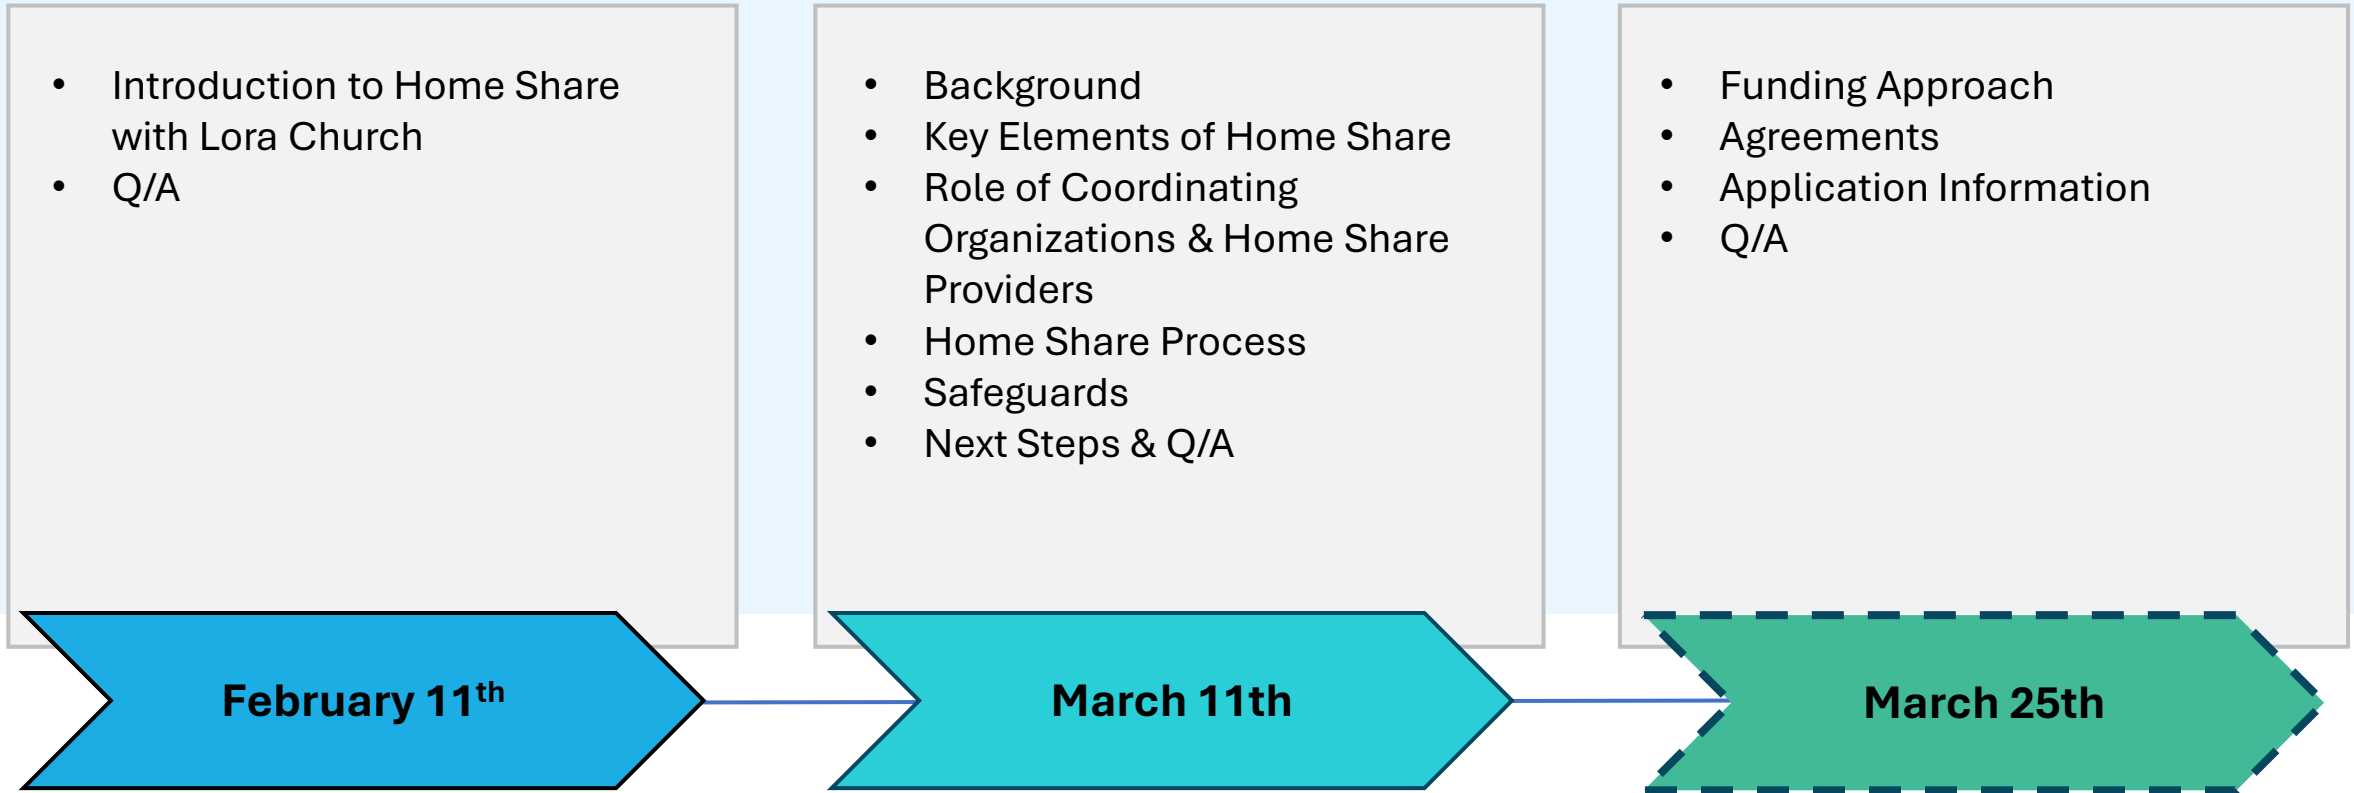 • Introduction to Home Share
with Lora Church
• Q/A
• Background
• Key Elements of Home Share
• Role of Coordinating
Organizations & Home Share
Providers
• Home Share Process
• Safeguards
• Next Steps & Q/A
• Funding Approach
• Agreements
• Application Information
• Q/A
February 11th
March 11th
March 25th